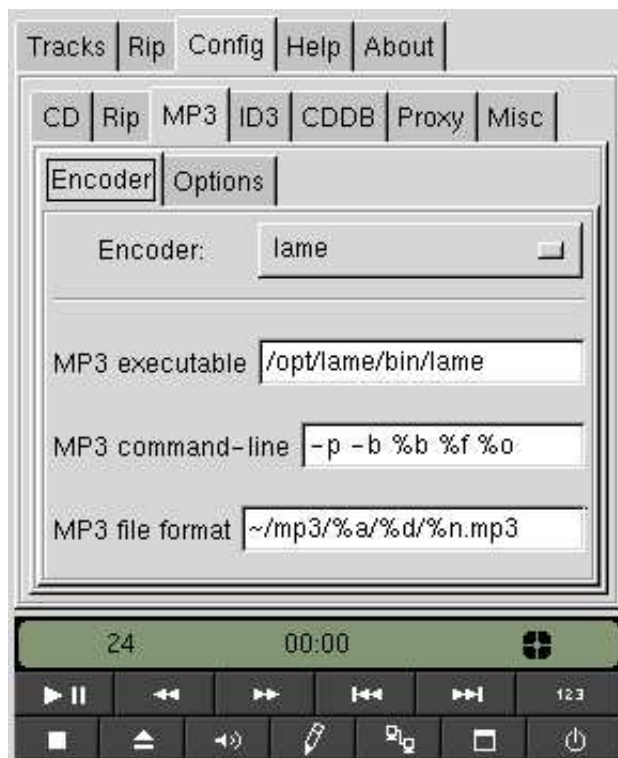 Tracks Rip Config Help About
CD Rip MP3 ID3 CDDB Proxy Misc
Encoder Options
Encoder: lame
MP3 executable /opt/lame/bin/lame
MP3 command-line -p -b %b %f %o
MP3 file format ~/mp3/%a/%d/%n.mp3
24 00:00
123